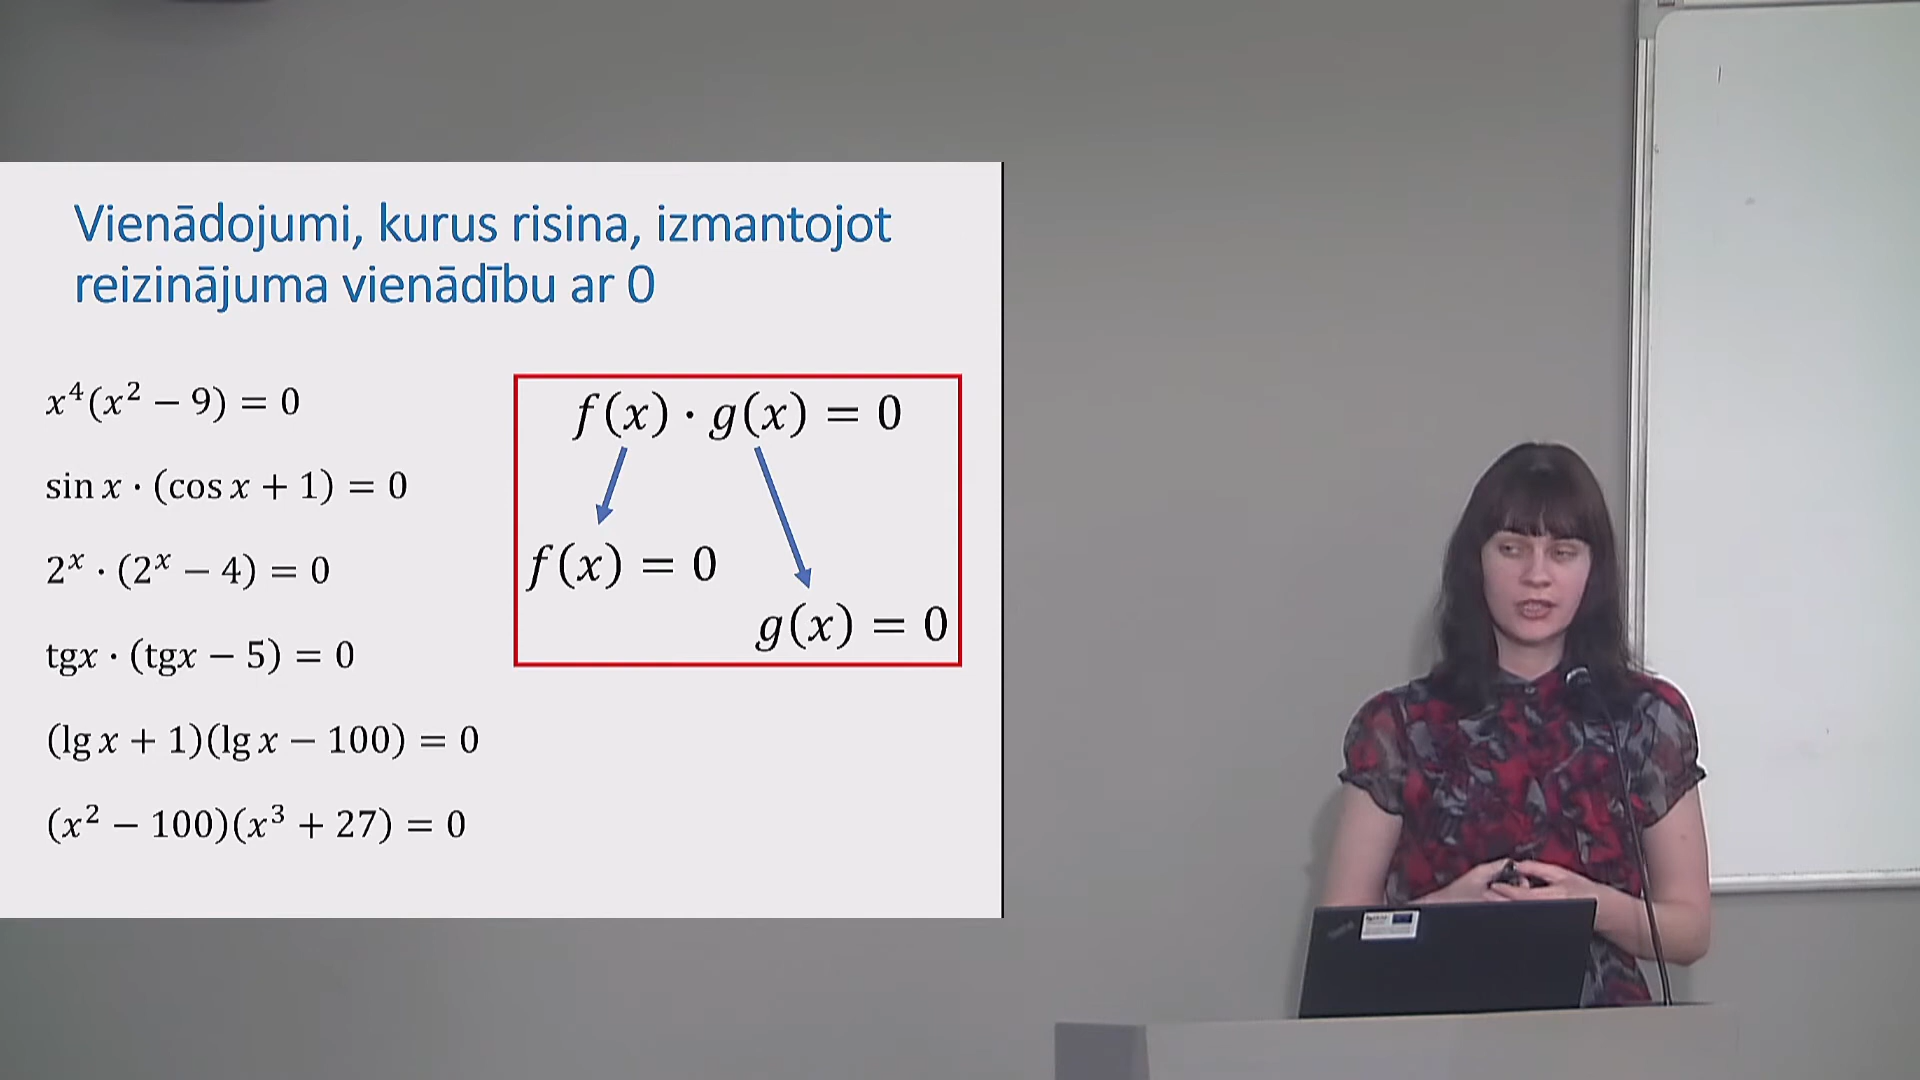 Vienādojumi, kurus risina, izmantojot
reizinājuma vienādību ar 0
x⁴(x² − 9) = 0
sin x · (cos x + 1) = 0
2ˣ · (2ˣ − 4) = 0
tgx · (tgx − 5) = 0
(lg x + 1)(lg x − 100) = 0
(x² − 100)(x³ + 27) = 0
f(x) · g(x) = 0
f(x) = 0
g(x) = 0